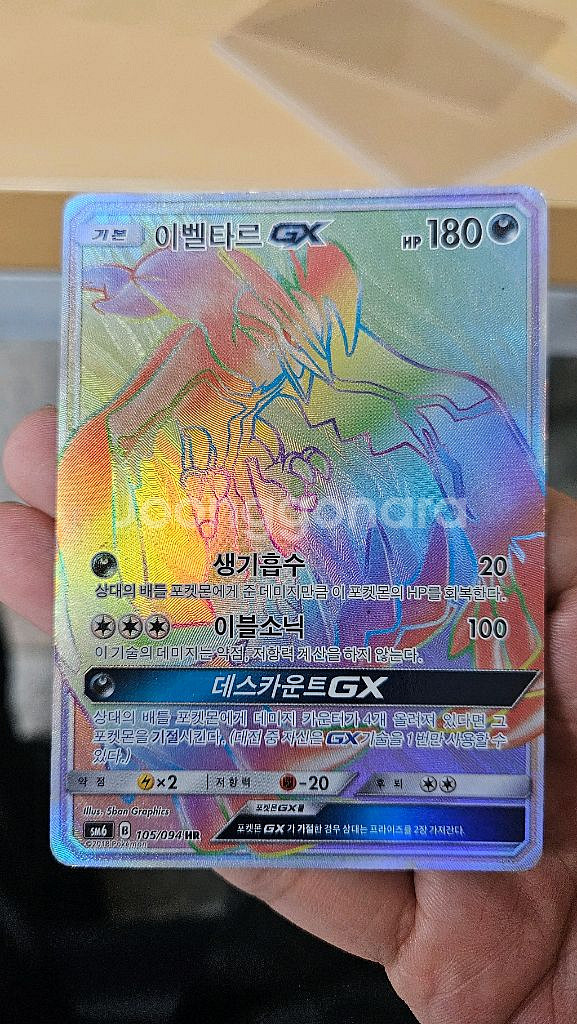 기본 이벨타르 GX HP 180
Joonggonara
생기흡수 20
상대의 배틀 포켓몬에게 준 데미지만큼 이 포켓몬의 HP를 회복한다.
이블소닉 100
이 기술의 데미지는 약점, 저항력 계산을 하지 않는다.
데스카운트GX
상대의 배틀 포켓몬에게 데미지 카운터가 4개 올려져 있다면 그
포켓몬을 기절시킨다. (대전 중 자신은 GX기술을 1번만 사용할 수
있다.)
약점 ×2 저항력 -20 후퇴
Illus. 5ban Graphics
포켓몬GX룰
SM6 B 105/094 HR
포켓몬 GX가 기절한 경우 상대는 프라이즈를 2장 가져간다.
©2018 Pokémon